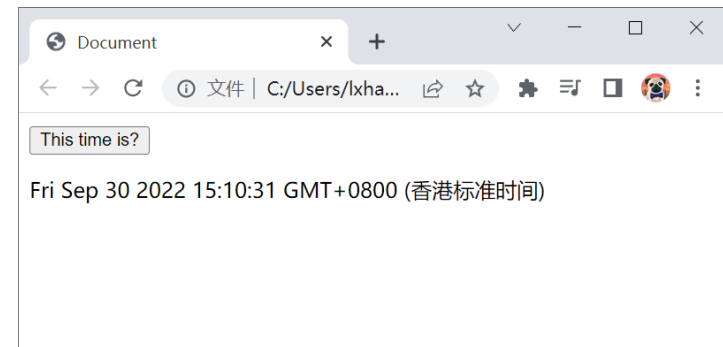 Document
文件 | C:/Users/lxha...
This time is?
Fri Sep 30 2022 15:10:31 GMT+0800 (香港标准时间)